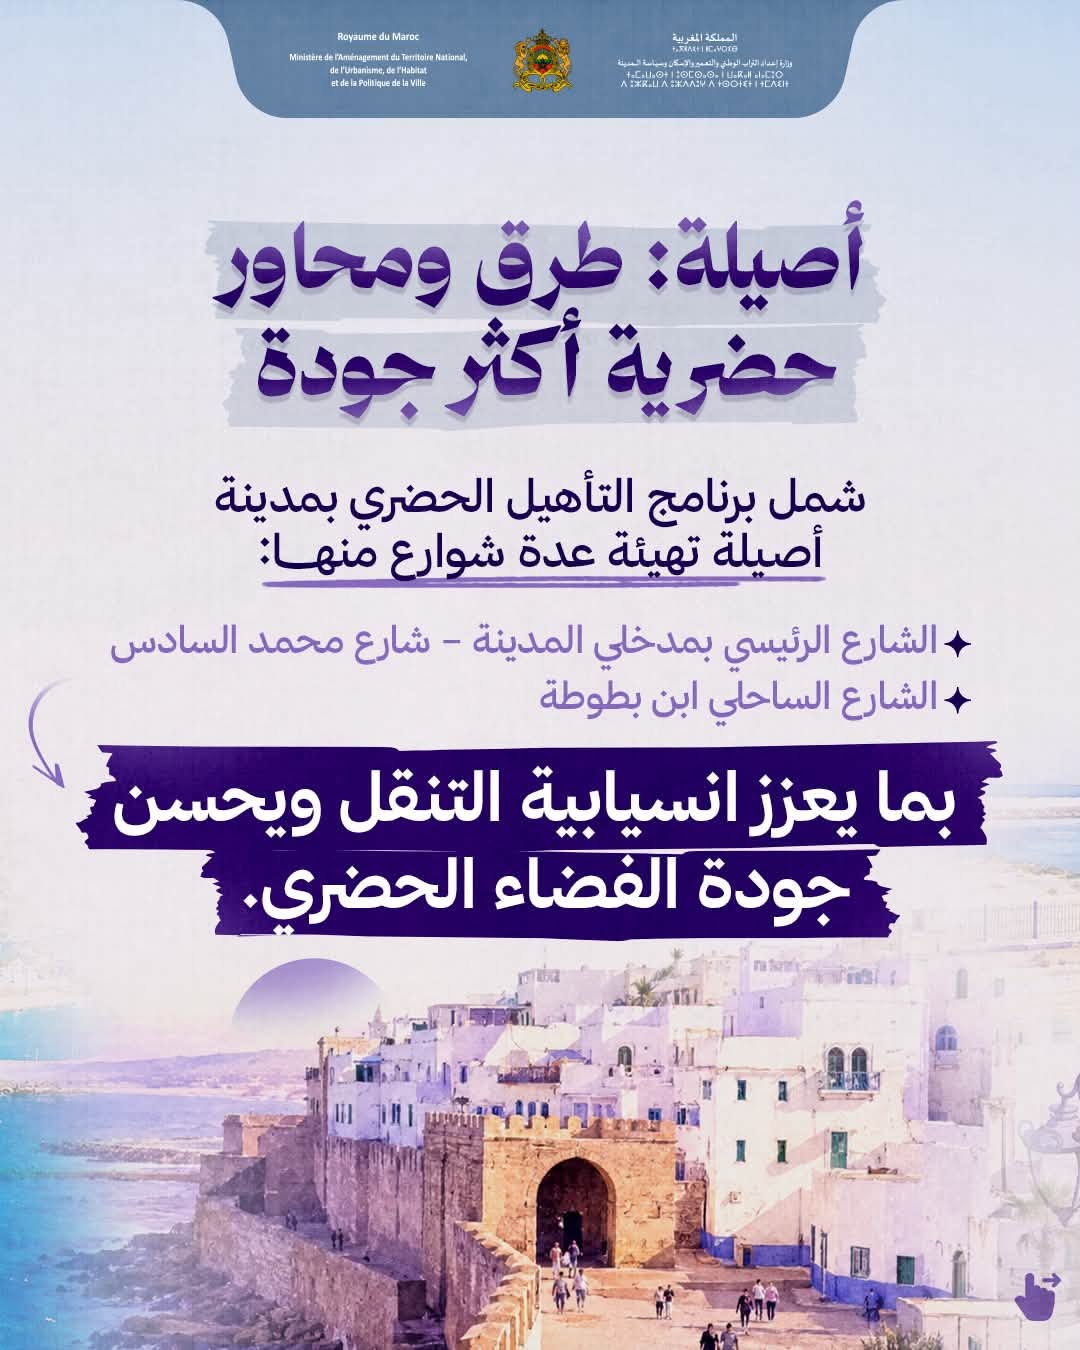 Royaume du Maroc
Ministère de l'Aménagement du Territoire National,
de l'Urbanisme, de l'Habitat
et de la Politique de la Ville
المملكة المغربية
ⵜⴰⴳⵍⴷⵉⵜ ⵏ ⵍⵎⵖⵔⵉⴱ
وزارة إعداد التراب الوطني والتعمير والإسكان وسياسة المدينة
أصيلة: طرق ومحاور
حضرية أكثر جودة
شمل برنامج التأهيل الحضري بمدينة
أصيلة تهيئة عدة شوارع منهـــا:
الشارع الرئيسي بمدخلي المدينة – شارع محمد السادس
الشارع الساحلي ابن بطوطة
بما يعزز انسيابية التنقل ويحسن
جودة الفضاء الحضري.